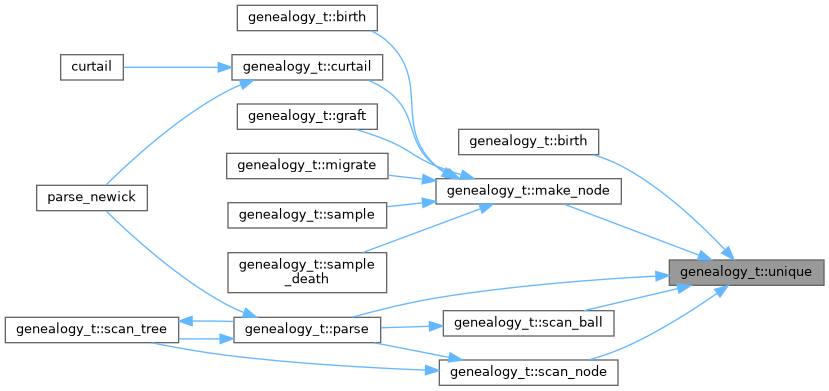 genealogy_t::birth
curtail
genealogy_t::curtail
genealogy_t::graft
genealogy_t::birth
genealogy_t::migrate
parse_newick
genealogy_t::make_node
genealogy_t::sample
genealogy_t::sample
_death
genealogy_t::unique
genealogy_t::scan_tree
genealogy_t::parse
genealogy_t::scan_ball
genealogy_t::scan_node